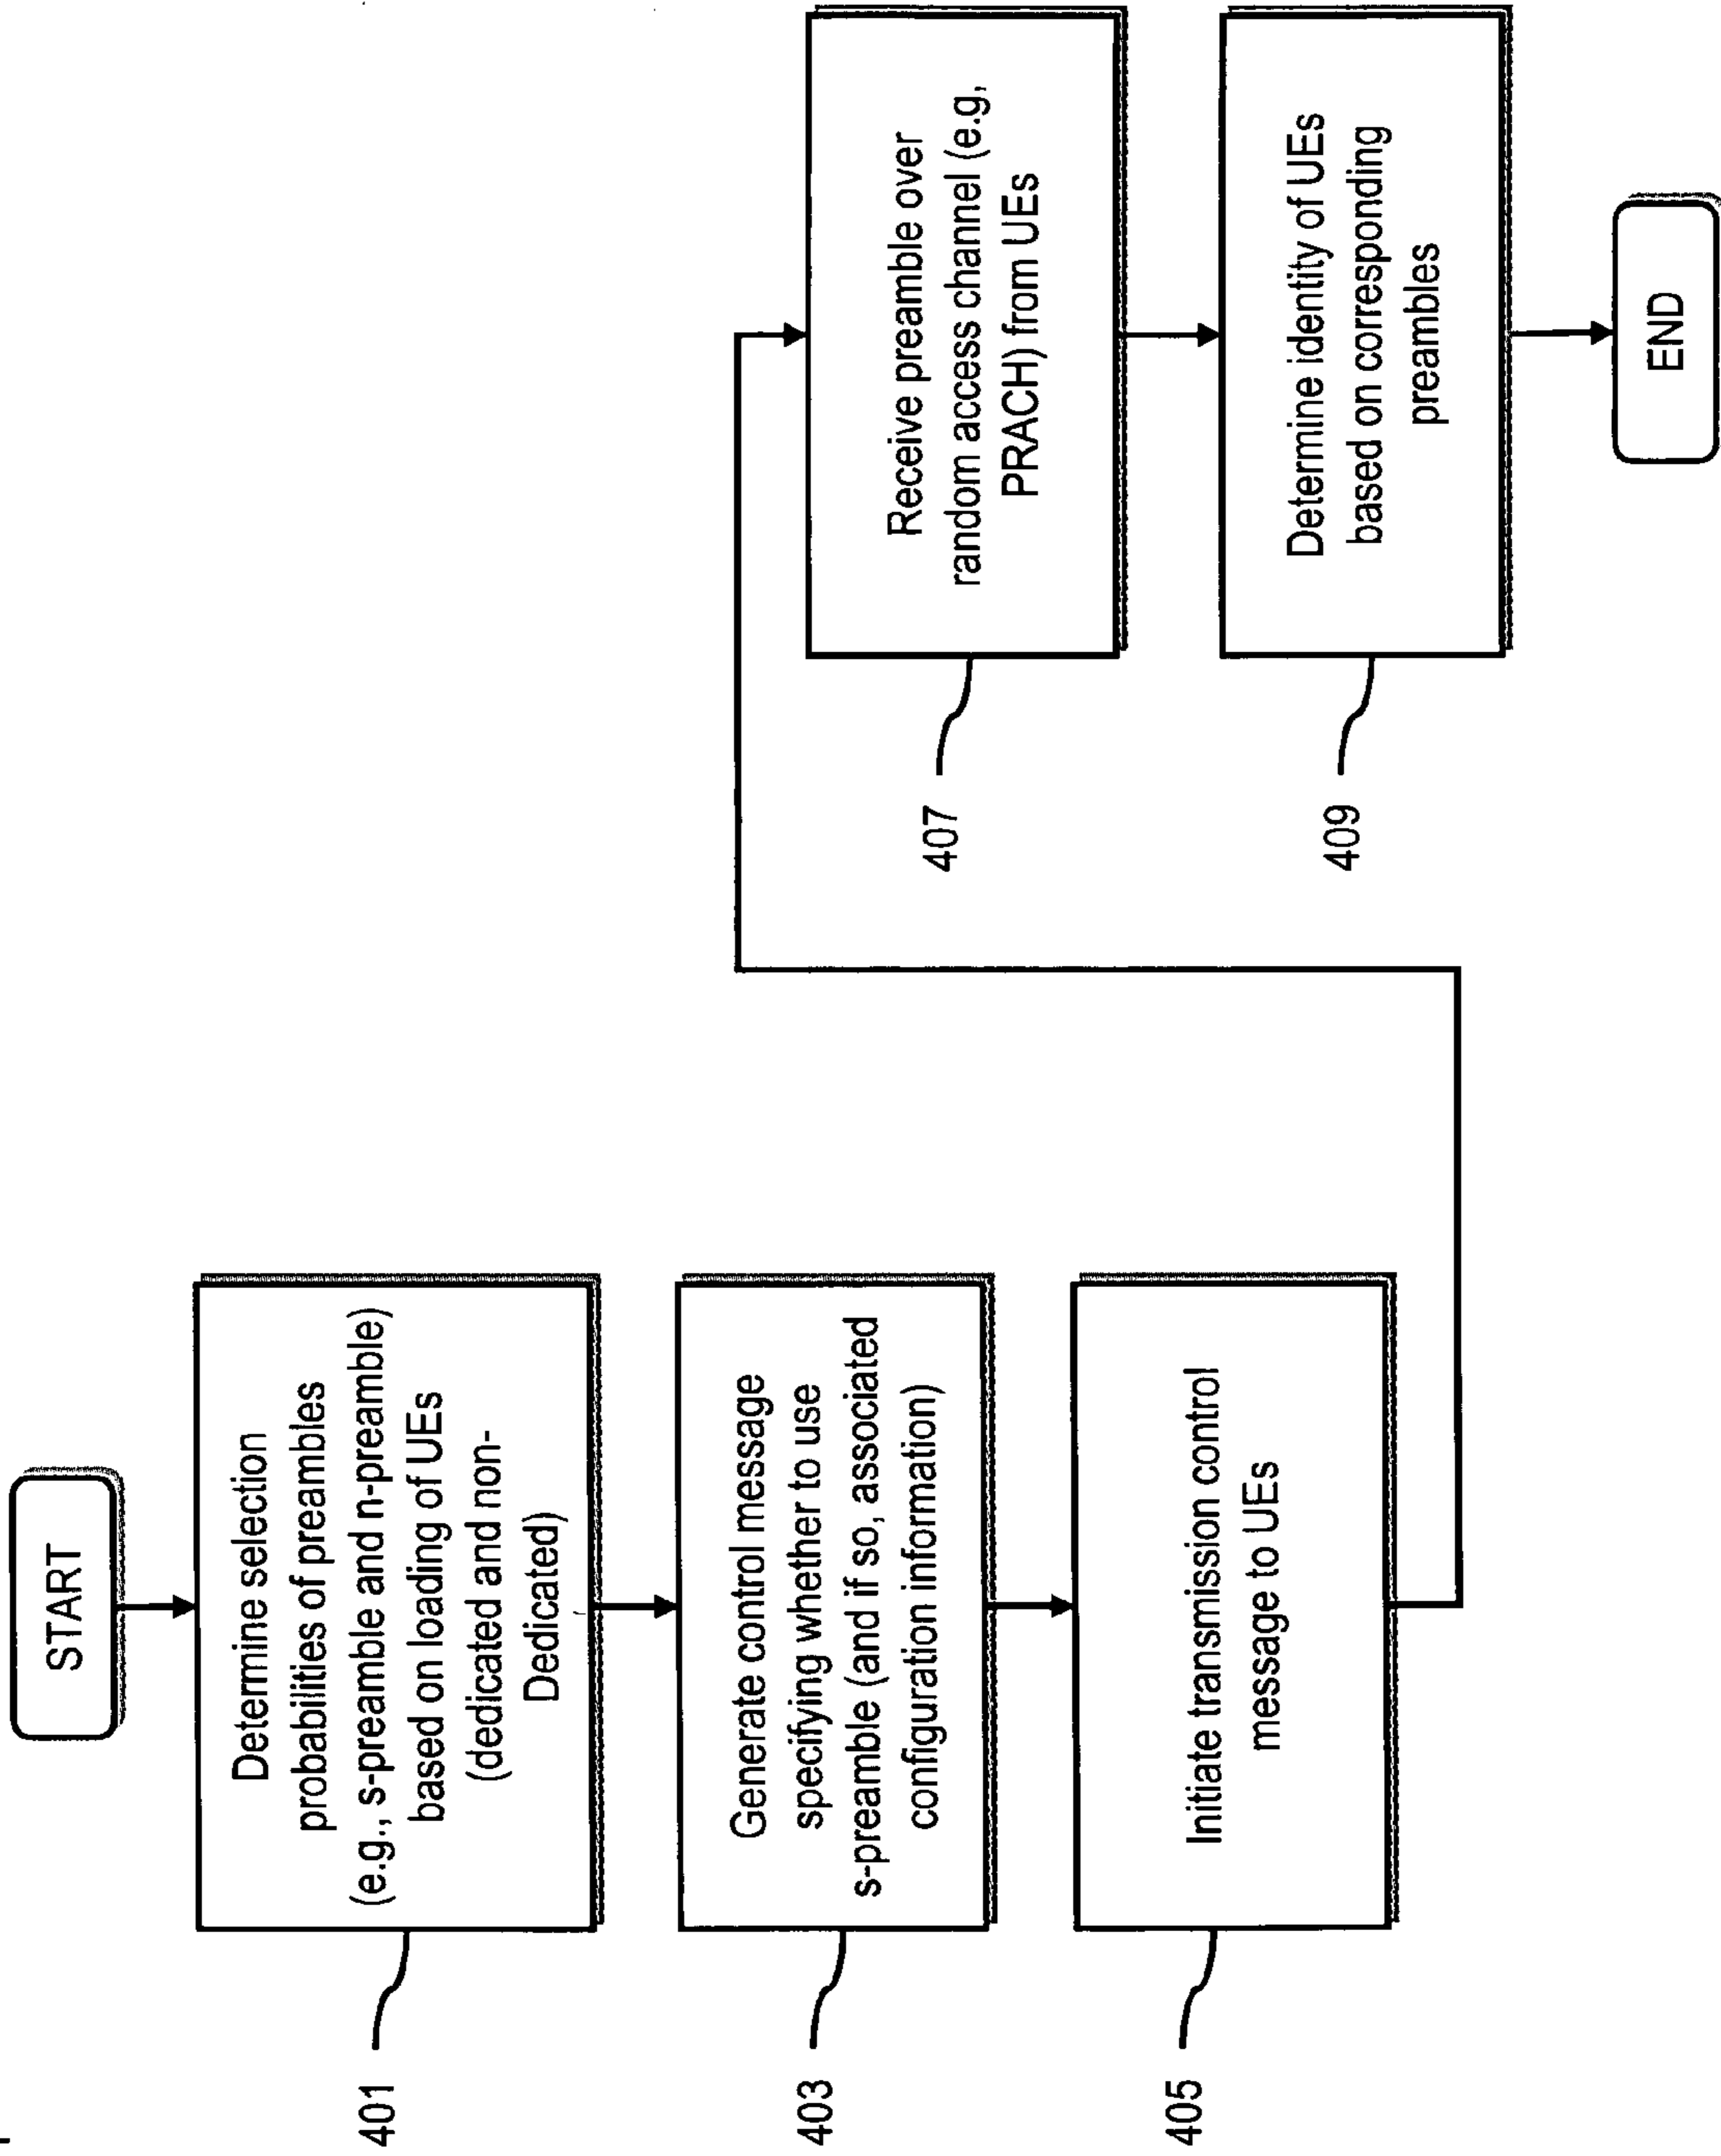 START
401
Determine selection
probabilities of preambles
(e.g., s-preamble and n-preamble)
based on loading of UEs
(dedicated and non-
Dedicated)
403
Generate control message
specifying whether to use
s-preamble (and if so, associated
configuration information)
405
Initiate transmission control
message to UEs
407
Receive preamble over
random access channel (e.g,
PRACH) from UEs
409
Determine identity of UEs
based on corresponding
preambles
END